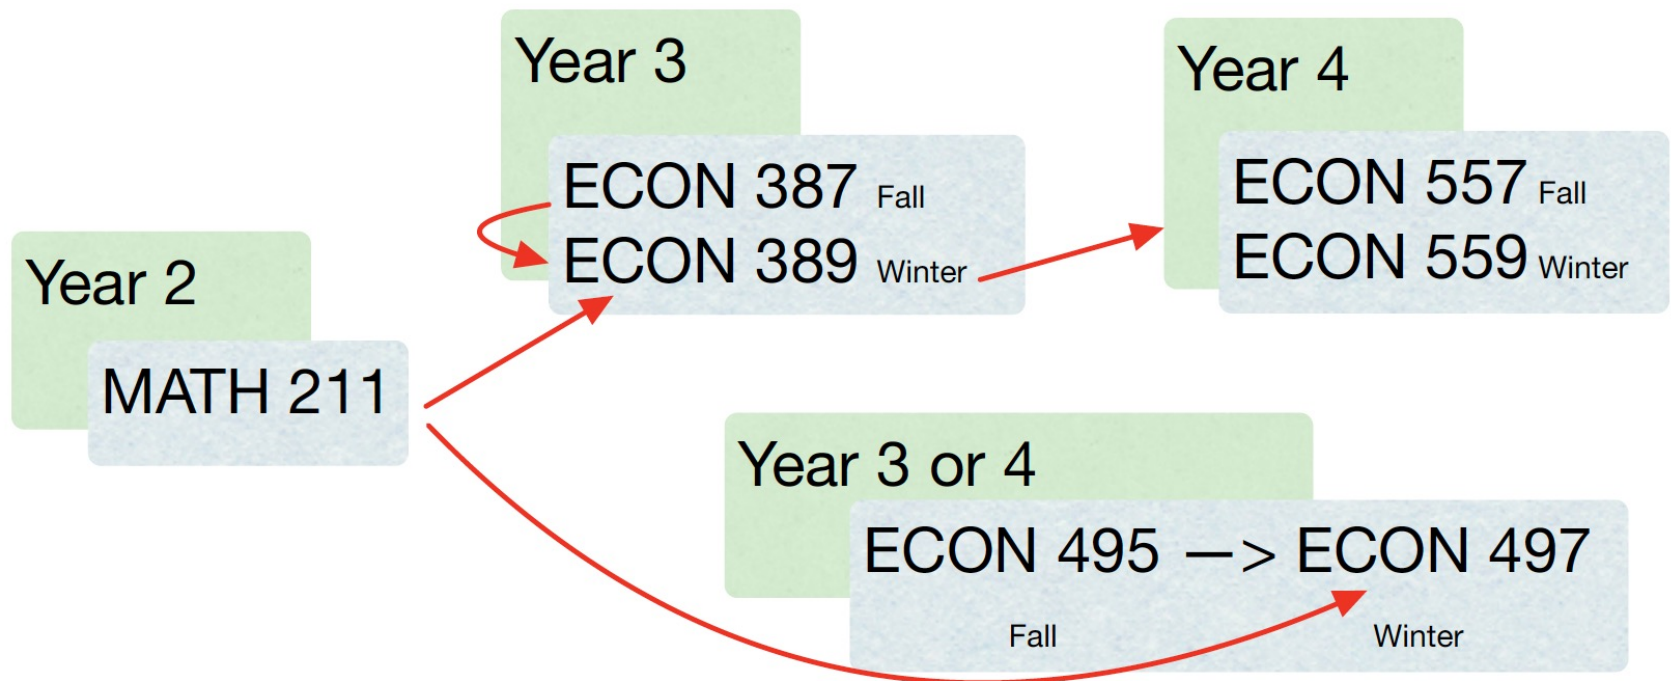 Year 2
MATH 211
Year 3
ECON 387 Fall
ECON 389 Winter
Year 4
ECON 557 Fall
ECON 559 Winter
Year 3 or 4
ECON 495 —> ECON 497
Fall Winter